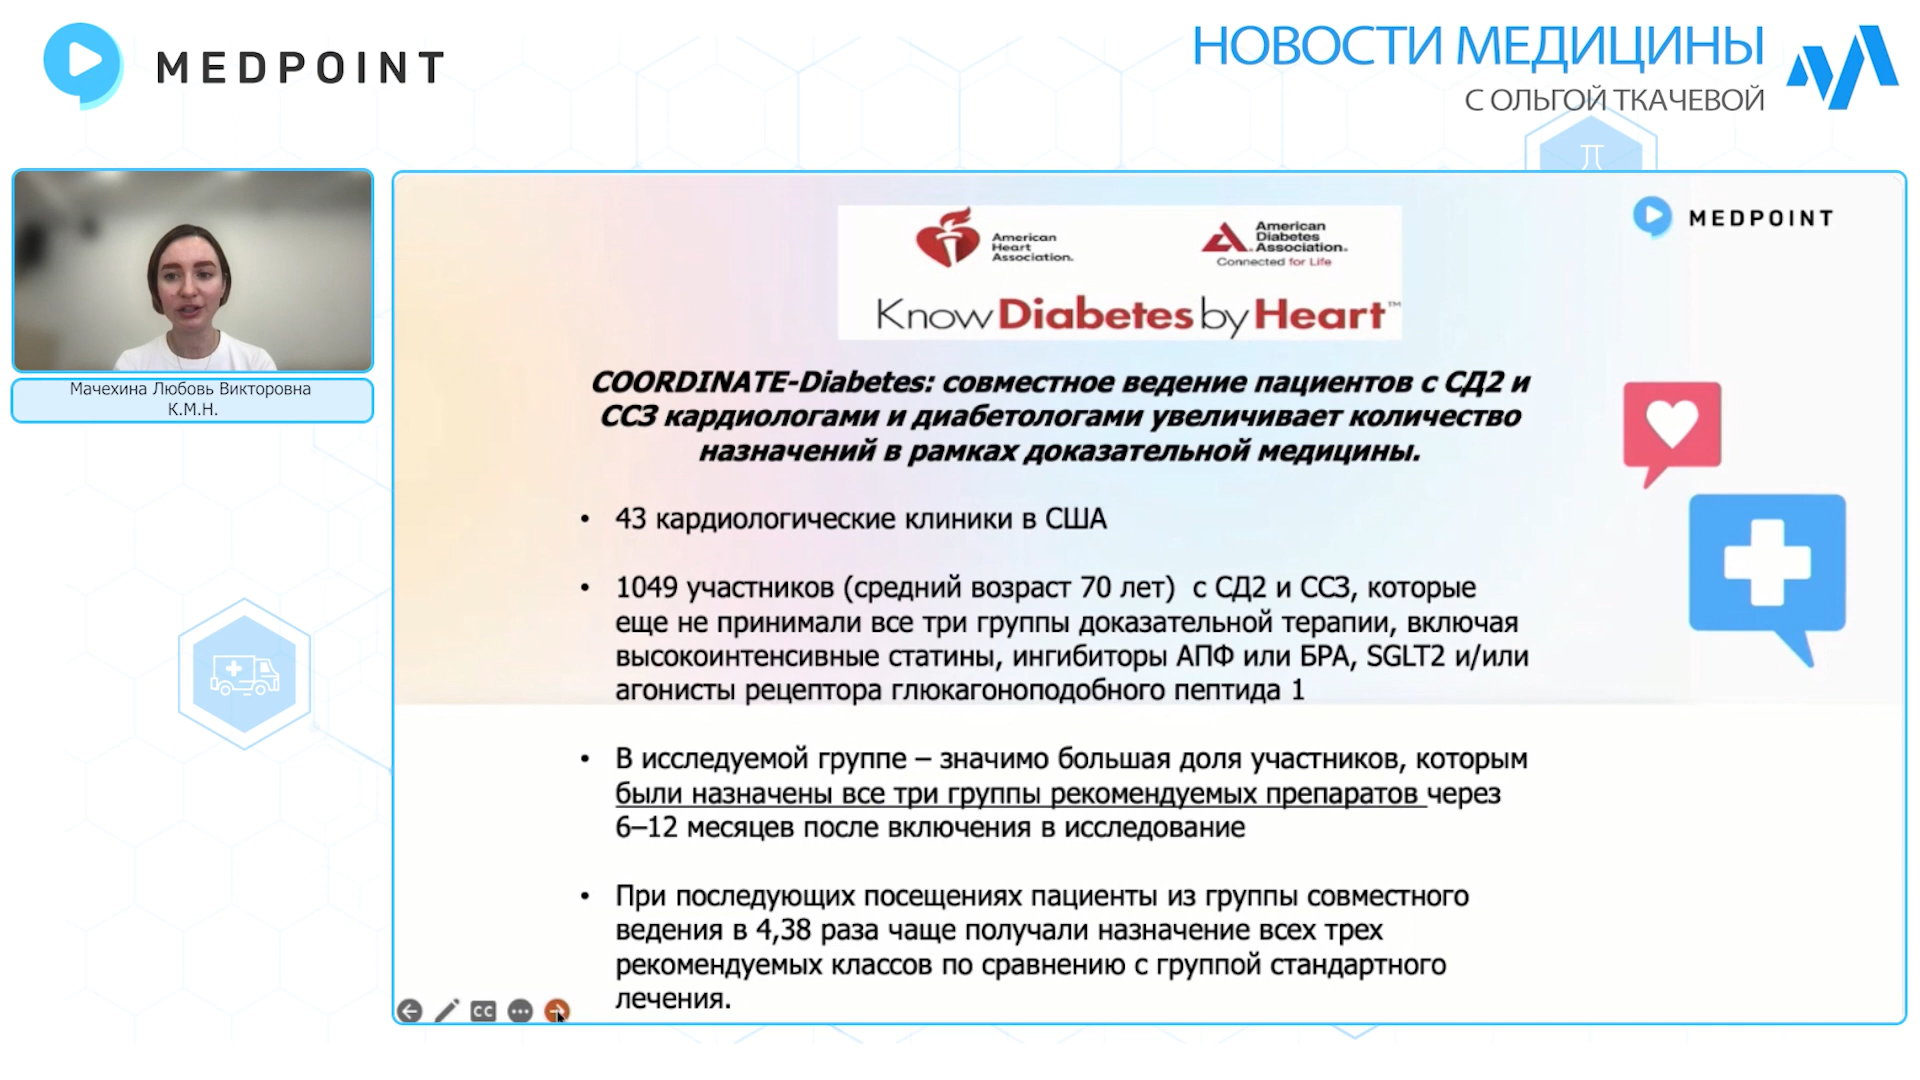 MEDPOINT
НОВОСТИ МЕДИЦИНЫ
С ОЛЬГОЙ ТКАЧЕВОЙ
Мачехина Любовь Викторовна
К.М.Н.
American
Heart
Association.
American
Diabetes
Association.
Connected for Life
MEDPOINT
Know Diabetes by Heart™
COORDINATE-Diabetes: совместное ведение пациентов с СД2 и
ССЗ кардиологами и диабетологами увеличивает количество
назначений в рамках доказательной медицины.
• 43 кардиологические клиники в США
• 1049 участников (средний возраст 70 лет) с СД2 и ССЗ, которые
еще не принимали все три группы доказательной терапии, включая
высокоинтенсивные статины, ингибиторы АПФ или БРА, SGLT2 и/или
агонисты рецептора глюкагоноподобного пептида 1
• В исследуемой группе – значимо большая доля участников, которым
были назначены все три группы рекомендуемых препаратов через
6–12 месяцев после включения в исследование
• При последующих посещениях пациенты из группы совместного
ведения в 4,38 раза чаще получали назначение всех трех
рекомендуемых классов по сравнению с группой стандартного
лечения.
CC